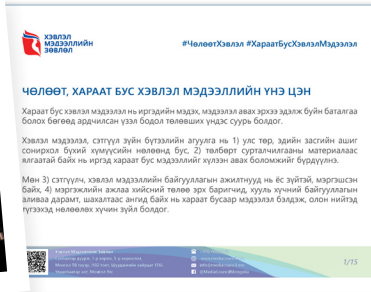 ХЭВЛЭЛ
МЭДЭЭЛЛИЙН
ЗӨВЛӨЛ
#ЧөлөөтХэвлэл #ХараатБусХэвлэлМэдээлэл
ЧӨЛӨӨТ, ХАРААТ БУС ХЭВЛЭЛ МЭДЭЭЛЛИЙН ҮНЭ ЦЭН
Хараат бус хэвлэл мэдээлэл нь иргэдийн мэдэх, мэдээлэл авах эрхээ эдэлж буйн баталгаа
болох бөгөөд ардчилсан үзэл бодол төлөвших үндэс суурь болдог.
Хэвлэл мэдээлэл, сэтгүүл зүйн бүтээлийн агуулга нь 1) улс төр, эдийн засгийн ашиг
сонирхол бүхий хүмүүсийн нөлөөнд бус, 2) төлбөрт сурталчилгааны материалаас
ялгаатай байх нь иргэд хараат бус мэдээллийг хүлээн авах боломжийг бүрдүүлнэ.
Мөн 3) сэтгүүлч, хэвлэл мэдээллийн байгууллагын ажилтнууд нь ёс зүйтэй, мэргэшсэн
байх, 4) мэргэжлийн ажлаа хийсний төлөө эрх баригчид, хууль хүчний байгууллагын
аливаа дарамт, шахалтаас ангид байх нь хараат бусаар мэдээлэл бэлдэж, олон нийтэд
түгээхэд нөлөөлөх хүчин зүйл болдог.
1/15